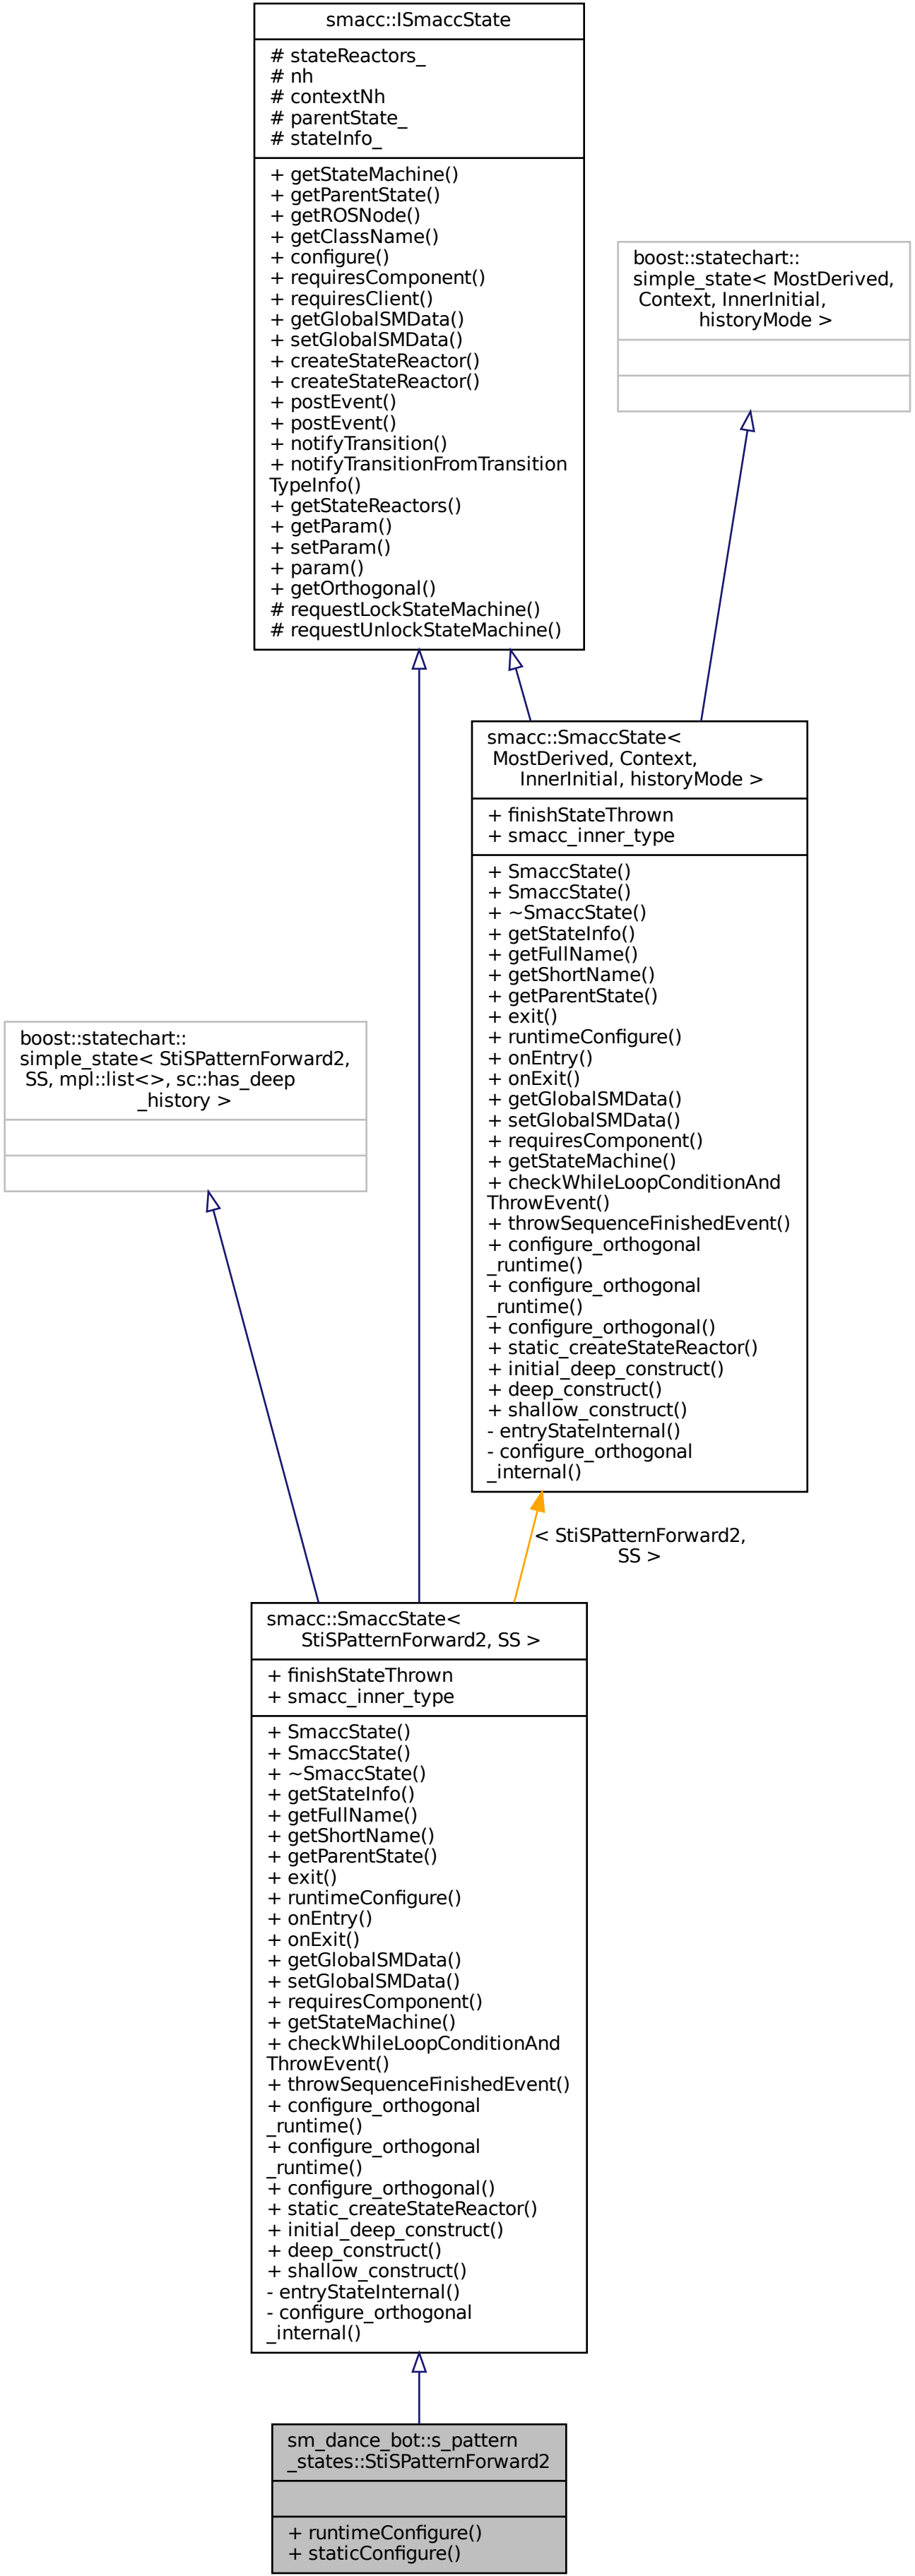 smacc::ISmaccState
# stateReactors_
# nh
# contextNh
# parentState_
# stateInfo_
+ getStateMachine()
+ getParentState()
+ getROSNode()
+ getClassName()
+ configure()
+ requiresComponent()
+ requiresClient()
+ getGlobalSMData()
+ setGlobalSMData()
+ createStateReactor()
+ createStateReactor()
+ postEvent()
+ postEvent()
+ notifyTransition()
+ notifyTransitionFromTransition
TypeInfo()
+ getStateReactors()
+ getParam()
+ setParam()
+ param()
+ getOrthogonal()
# requestLockStateMachine()
# requestUnlockStateMachine()
boost::statechart::
simple_state< MostDerived,
Context, InnerInitial,
historyMode >
smacc::SmaccState<
MostDerived, Context,
InnerInitial, historyMode >
+ finishStateThrown
+ smacc_inner_type
+ SmaccState()
+ SmaccState()
+ ~SmaccState()
+ getStateInfo()
+ getFullName()
+ getShortName()
+ getParentState()
+ exit()
+ runtimeConfigure()
+ onEntry()
+ onExit()
+ getGlobalSMData()
+ setGlobalSMData()
+ requiresComponent()
+ getStateMachine()
+ checkWhileLoopConditionAnd
ThrowEvent()
+ throwSequenceFinishedEvent()
+ configure_orthogonal
_runtime()
+ configure_orthogonal
_runtime()
+ configure_orthogonal()
+ static_createStateReactor()
+ initial_deep_construct()
+ deep_construct()
+ shallow_construct()
- entryStateInternal()
- configure_orthogonal
_internal()
boost::statechart::
simple_state< StiSPatternForward2,
SS, mpl::list<>, sc::has_deep
_history >
< StiSPatternForward2,
SS >
smacc::SmaccState<
StiSPatternForward2, SS >
+ finishStateThrown
+ smacc_inner_type
+ SmaccState()
+ SmaccState()
+ ~SmaccState()
+ getStateInfo()
+ getFullName()
+ getShortName()
+ getParentState()
+ exit()
+ runtimeConfigure()
+ onEntry()
+ onExit()
+ getGlobalSMData()
+ setGlobalSMData()
+ requiresComponent()
+ getStateMachine()
+ checkWhileLoopConditionAnd
ThrowEvent()
+ throwSequenceFinishedEvent()
+ configure_orthogonal
_runtime()
+ configure_orthogonal
_runtime()
+ configure_orthogonal()
+ static_createStateReactor()
+ initial_deep_construct()
+ deep_construct()
+ shallow_construct()
- entryStateInternal()
- configure_orthogonal
_internal()
sm_dance_bot::s_pattern
_states::StiSPatternForward2
+ runtimeConfigure()
+ staticConfigure()